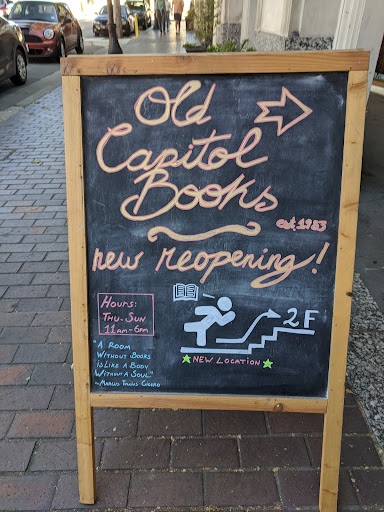 Old
Capitol
Books
est. 1983
new reopening!
Hours:
Thu-Sun
11am-6pm
2F
★New Location★
"A Room
Without Books
Is Like A Body
Without A Soul"
~Marcus Tullius Cicero